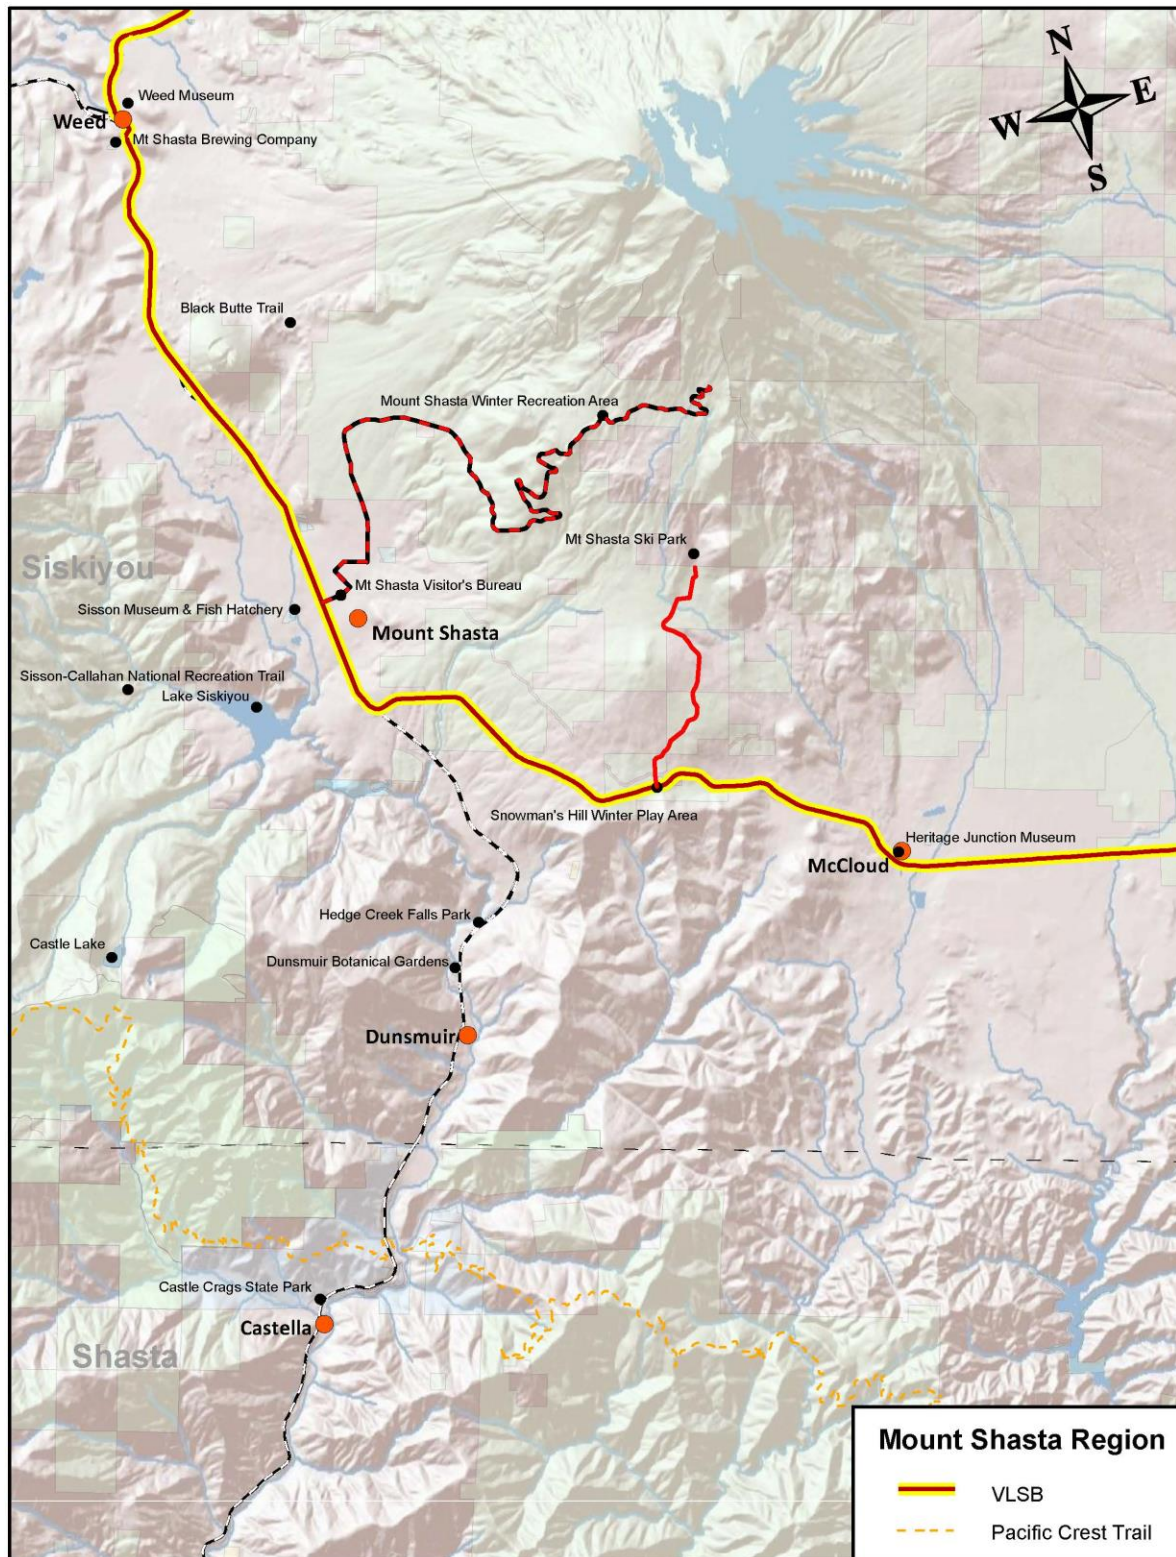 N
E
W
S
Weed Museum
Weed
Mt Shasta Brewing Company
Black Butte Trail
Mount Shasta Winter Recreation Area
Mt Shasta Ski Park
Siskiyou
Mt Shasta Visitor's Bureau
Sisson Museum & Fish Hatchery
Mount Shasta
Sisson-Callahan National Recreation Trail
Lake Siskiyou
Snowman's Hill Winter Play Area
Heritage Junction Museum
McCloud
Hedge Creek Falls Park
Castle Lake
Dunsmuir Botanical Gardens
Dunsmuir
Castle Crags State Park
Castella
Shasta
Mount Shasta Region
VLSB
Pacific Crest Trail